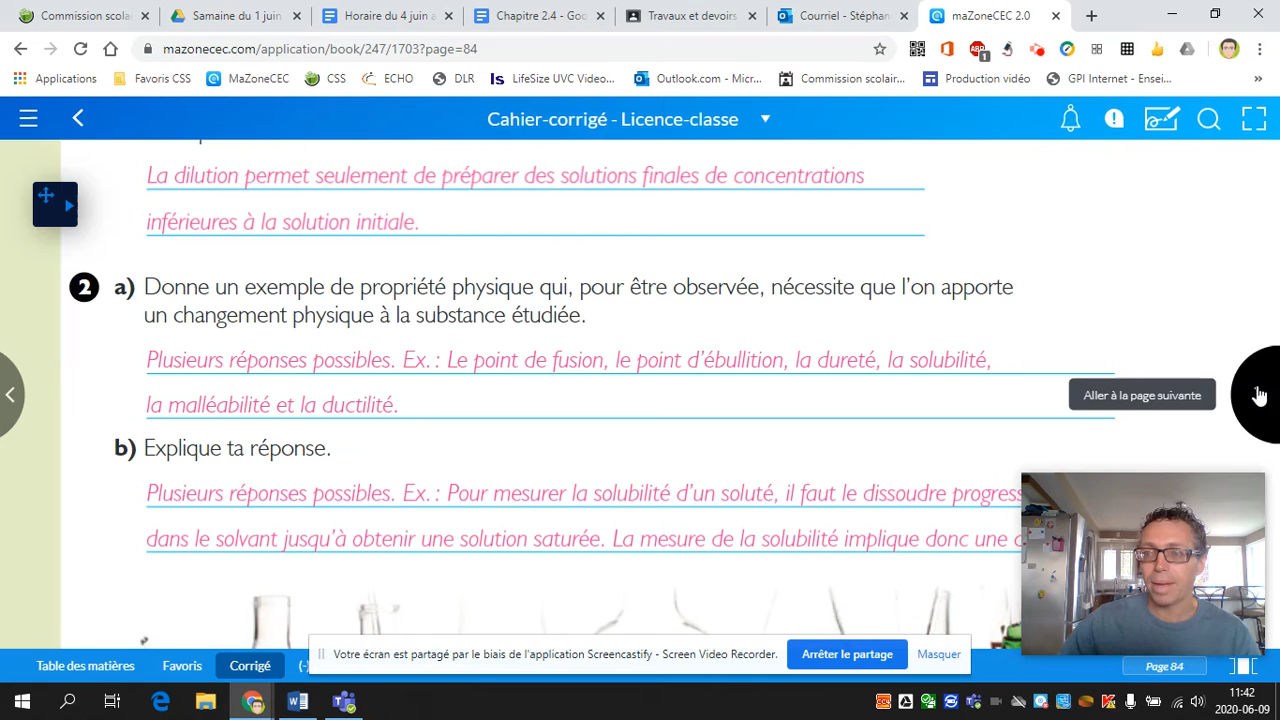 Commission scola
Samaine du 1 juin
Horaire du 4 juin a
Chapitre 2.4 - Goo
Travaux et devoirs
Courriel - Stéphan
maZoneCEC 2.0
mazonecec.com/application/book/247/1703?page=84
Applications
Favoris CSS
MaZoneCEC
CSS
ECHO
DLR
LifeSize UVC Video...
Outlook.com - Micr...
Commission scolair...
Production vidéo
GPI Internet - Ensei...
Cahier-corrigé - Licence-classe
La dilution permet seulement de préparer des solutions finales de concentrations
inférieures à la solution initiale.
2 a) Donne un exemple de propriété physique qui, pour être observée, nécessite que l'on apporte
un changement physique à la substance étudiée.
Plusieurs réponses possibles. Ex. : Le point de fusion, le point d'ébullition, la dureté, la solubilité,
Aller à la page suivante
la malléabilité et la ductilité.
b) Explique ta réponse.
Plusieurs réponses possibles. Ex. : Pour mesurer la solubilité d'un soluté, il faut le dissoudre progress
dans le solvant jusqu'à obtenir une solution saturée. La mesure de la solubilité implique donc une
Votre écran est partagé par le biais de l'application Screencastify - Screen Video Recorder.
Arrêter le partage
Masquer
Table des matières
Favoris
Corrigé
Page 84
11:42
2020-06-09